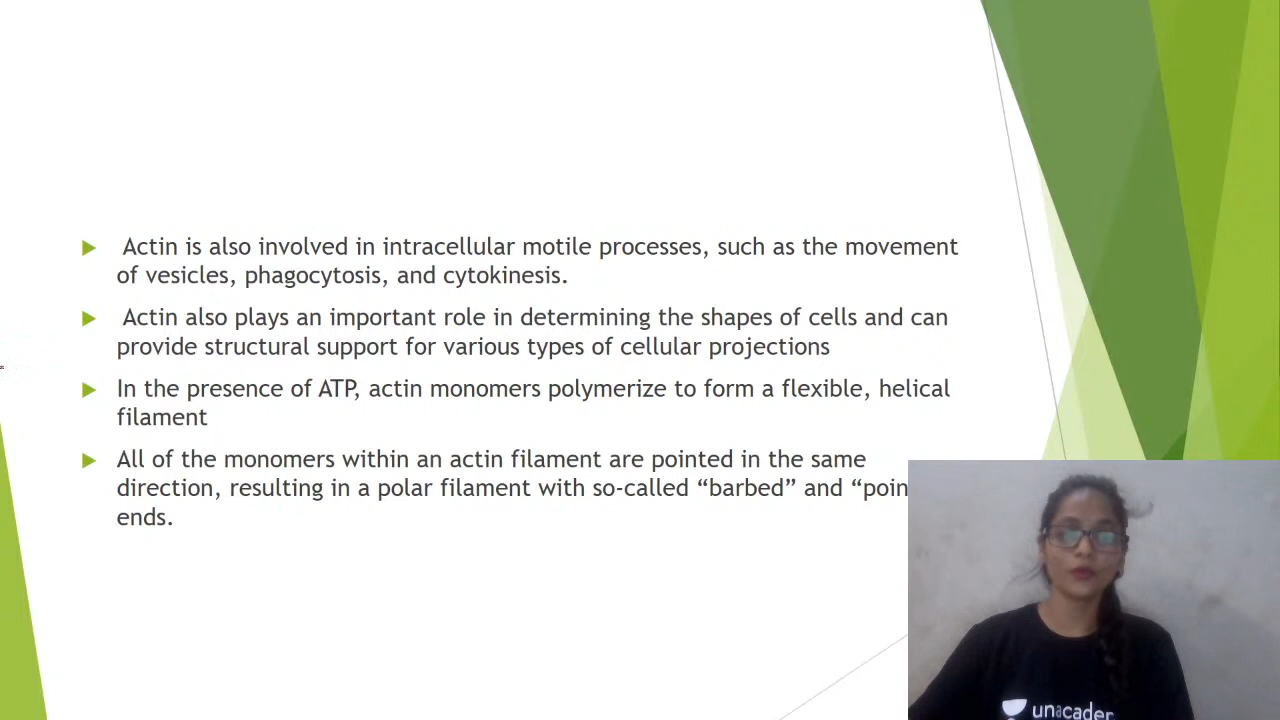 Actin is also involved in intracellular motile processes, such as the movement
of vesicles, phagocytosis, and cytokinesis.
Actin also plays an important role in determining the shapes of cells and can
provide structural support for various types of cellular projections
In the presence of ATP, actin monomers polymerize to form a flexible, helical
filament
All of the monomers within an actin filament are pointed in the same
direction, resulting in a polar filament with so-called “barbed” and “poin
ends.
unacader